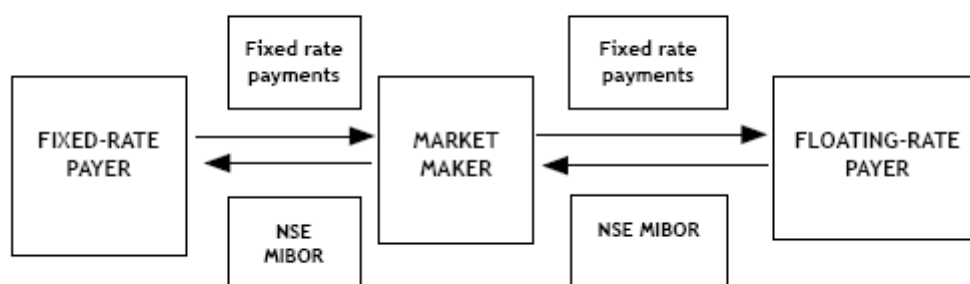 Fixed rate
payments
Fixed rate
payments
FIXED-RATE
PAYER
MARKET
MAKER
FLOATING-RATE
PAYER
NSE
MIBOR
NSE MIBOR